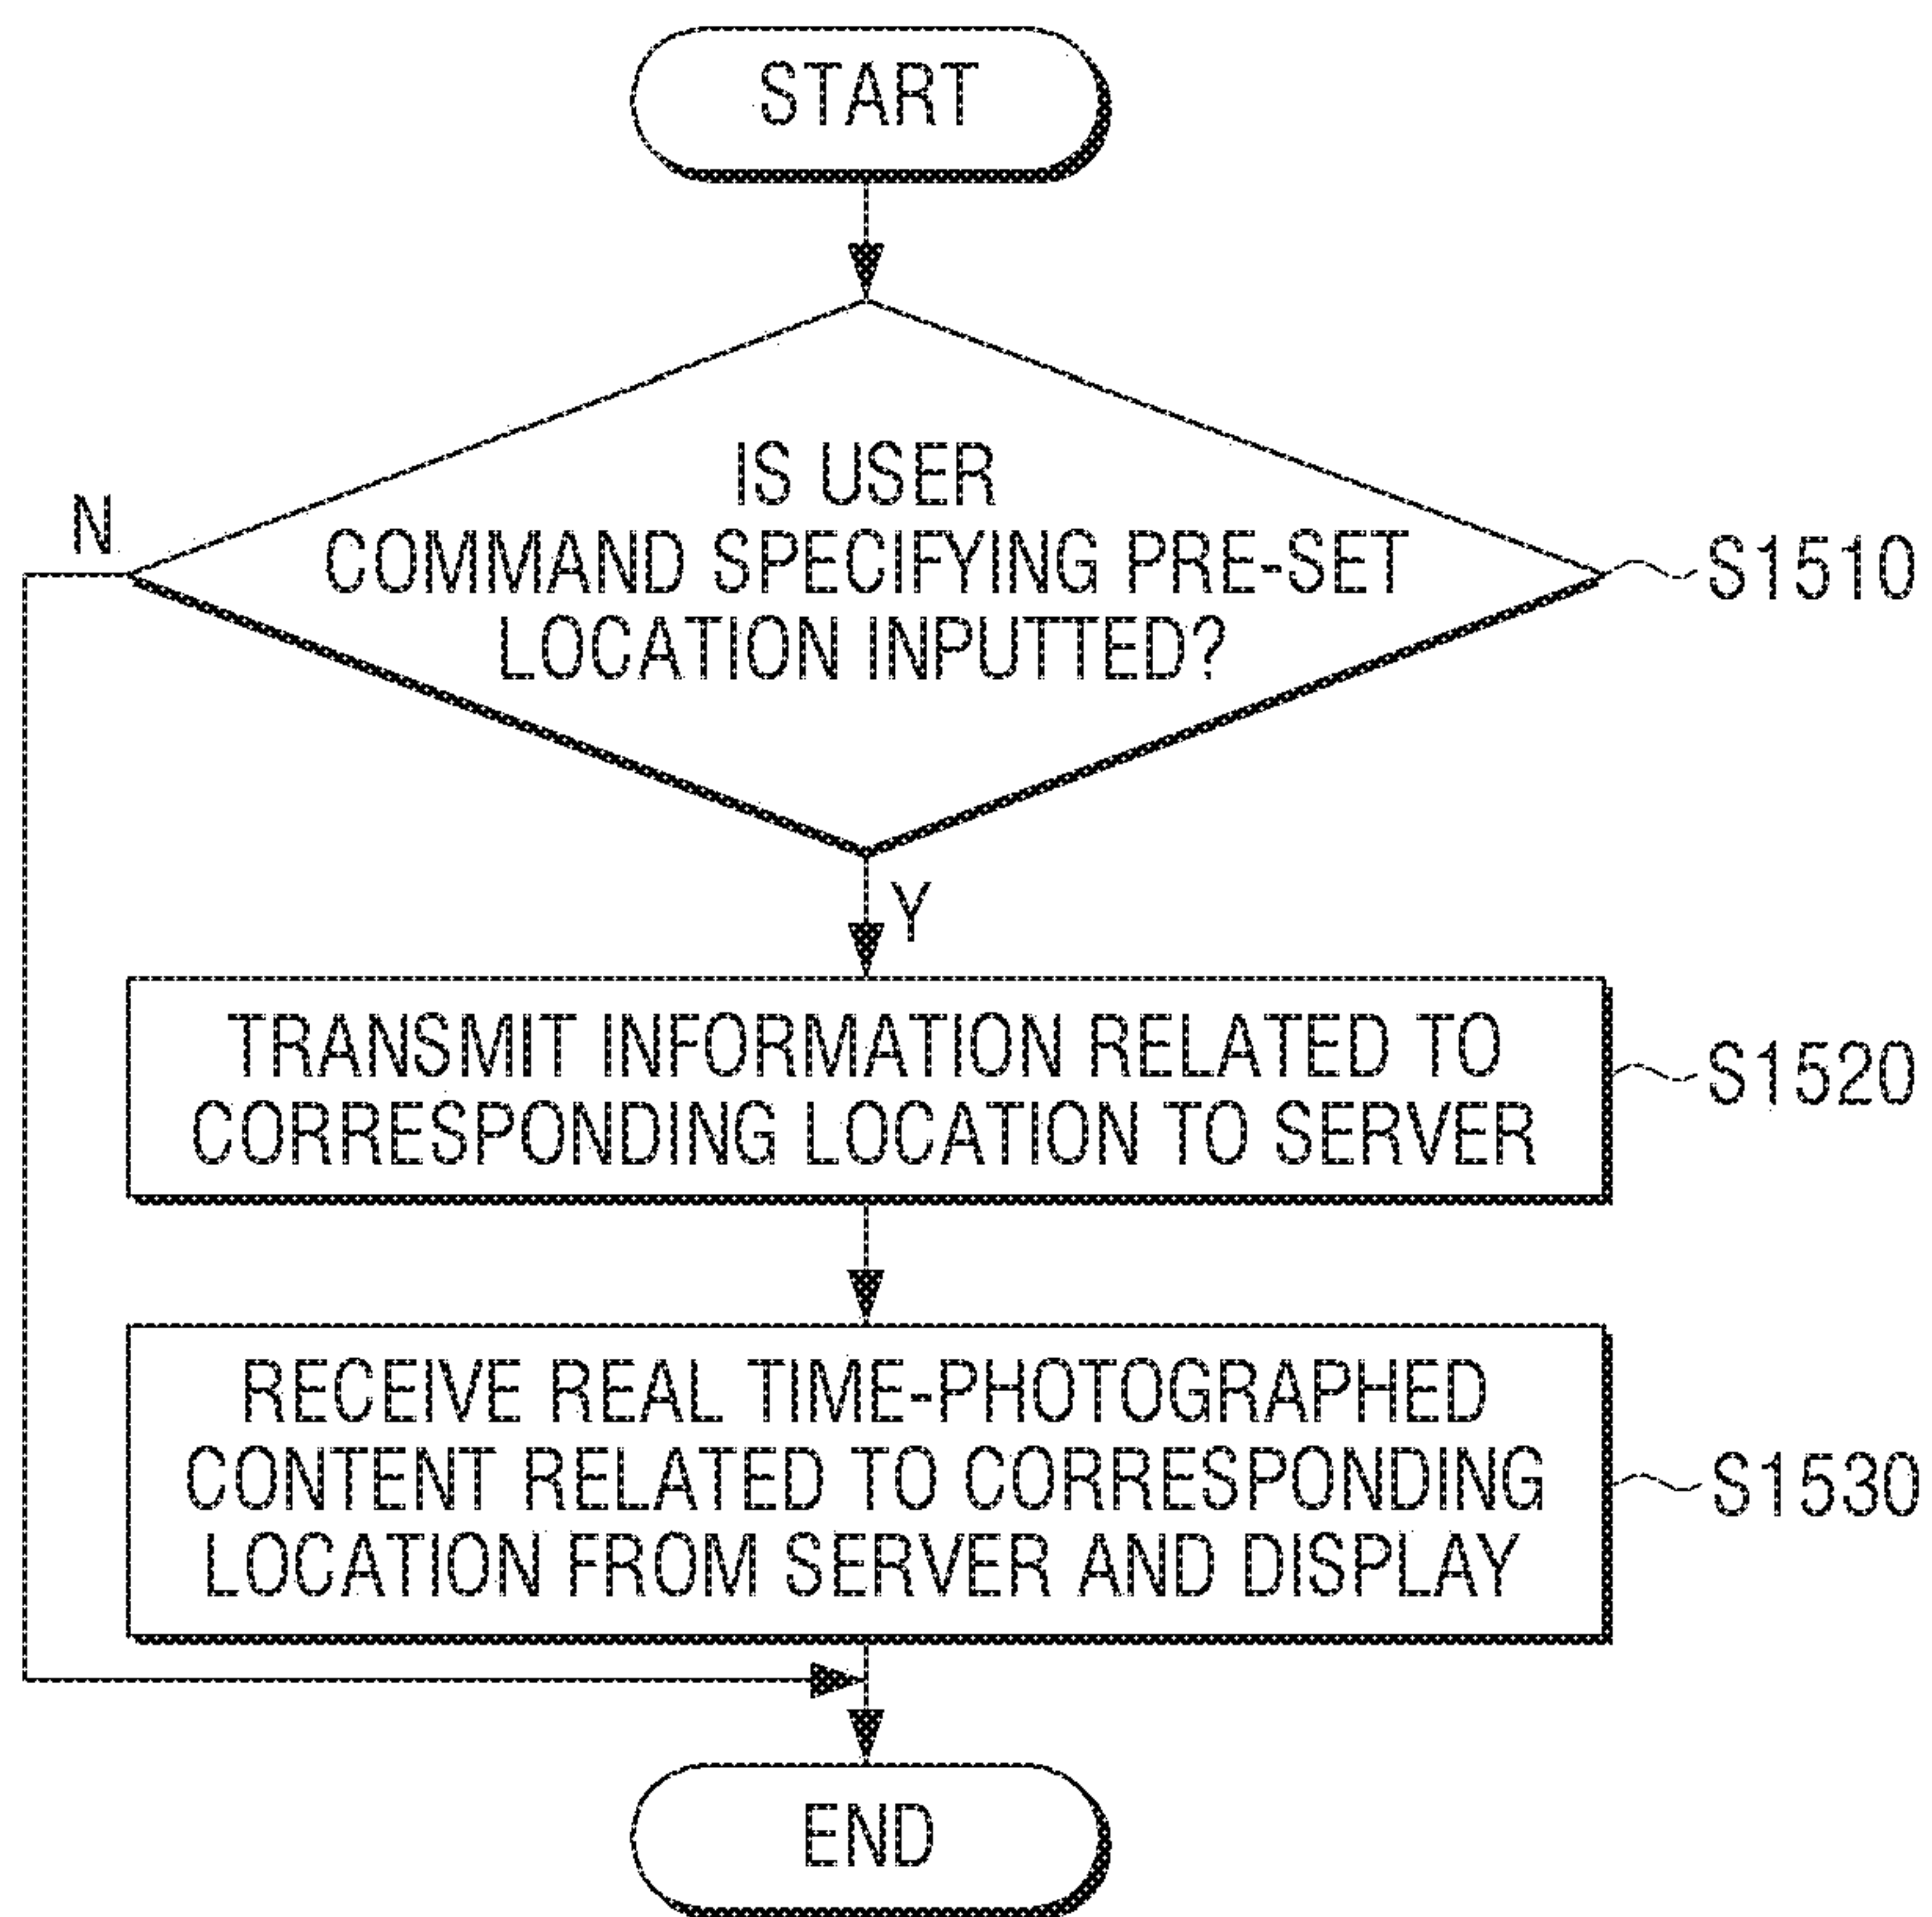 START
IS USER
COMMAND SPECIFYING PRE-SET
LOCATION INPUTTED?
N
S1510
Y
TRANSMIT INFORMATION RELATED TO
CORRESPONDING LOCATION TO SERVER
S1520
RECEIVE REAL TIME-PHOTOGRAPHED
CONTENT RELATED TO CORRESPONDING
LOCATION FROM SERVER AND DISPLAY
S1530
END